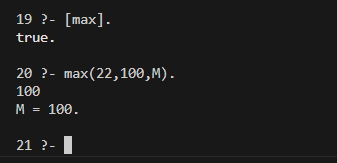 19 ?- [max].
true.
20 ?- max(22,100,M).
100
M = 100.
21 ?-